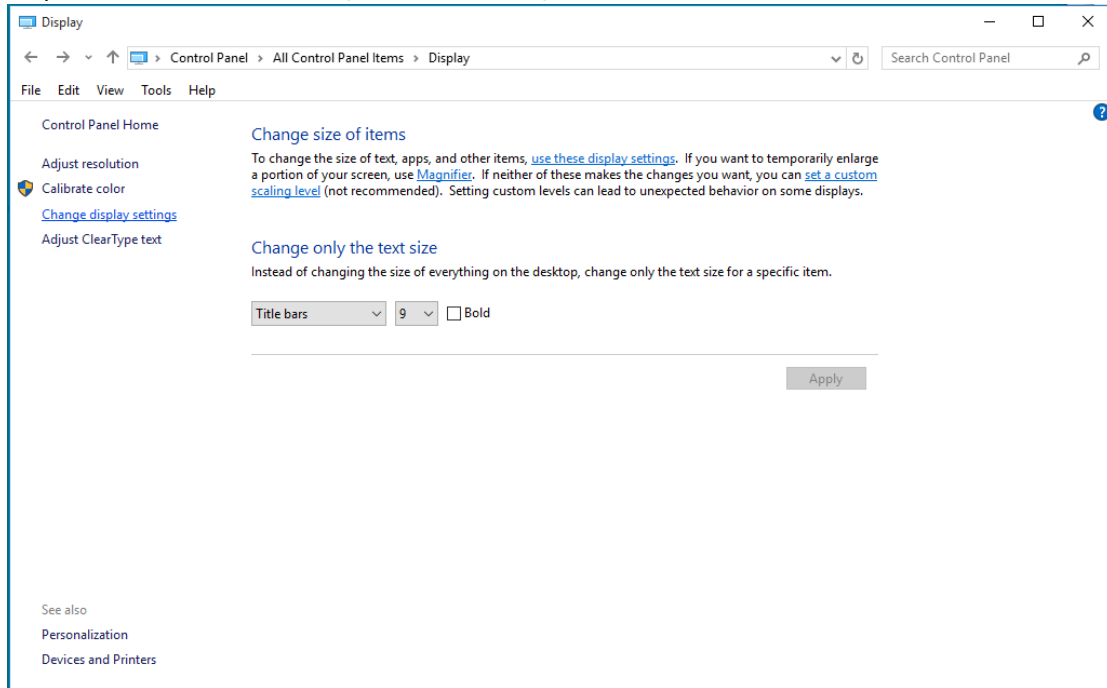 Display
Control Panel > All Control Panel Items > Display
Search Control Panel
File Edit View Tools Help
Control Panel Home
Adjust resolution
Calibrate color
Change display settings
Adjust ClearType text
Change size of items
To change the size of text, apps, and other items, use these display settings. If you want to temporarily enlarge
a portion of your screen, use Magnifier. If neither of these makes the changes you want, you can set a custom
scaling level (not recommended). Setting custom levels can lead to unexpected behavior on some displays.
Change only the text size
Instead of changing the size of everything on the desktop, change only the text size for a specific item.
Title bars 9 Bold
Apply
See also
Personalization
Devices and Printers